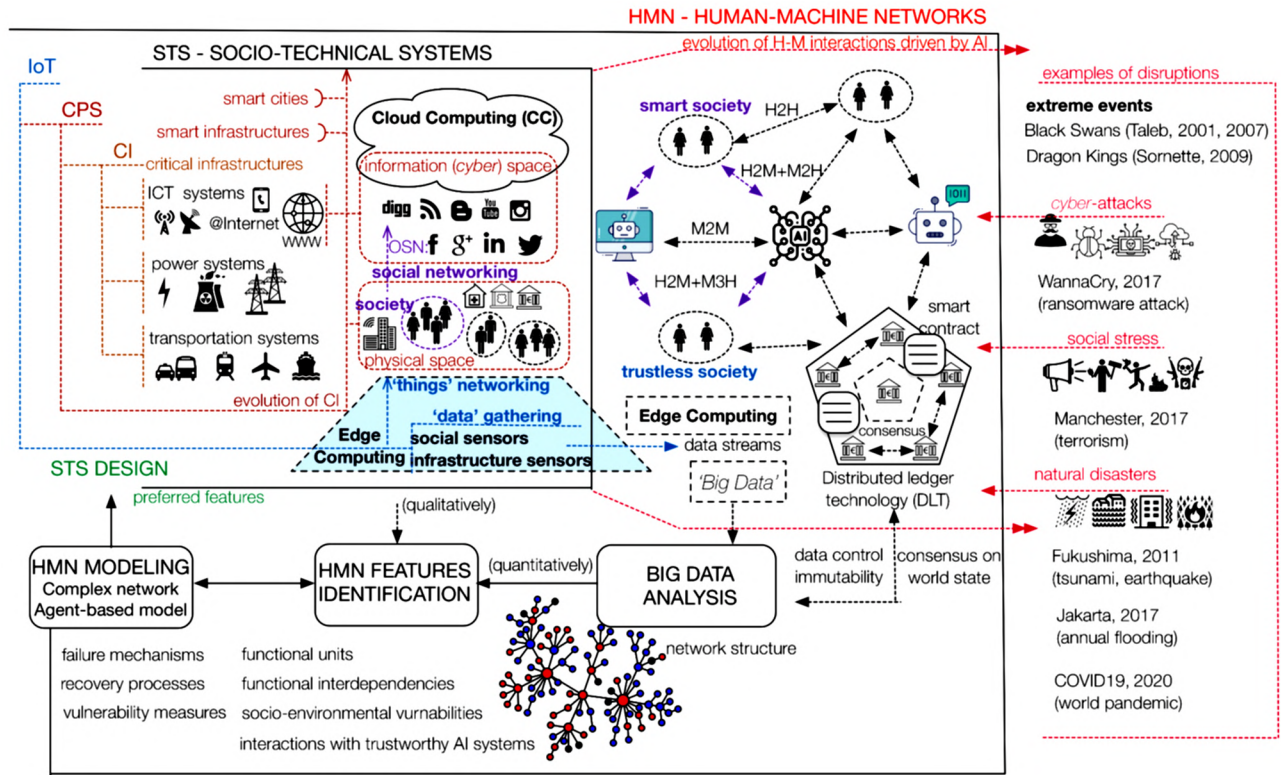 HMN - HUMAN-MACHINE NETWORKS
STS - SOCIO-TECHNICAL SYSTEMS
evolution of H-M interactions driven by AI
IoT
CPS
CI
smart cities
smart infrastructures
critical infrastructures
ICT systems
@Internet
WWW
power systems
transportation systems
evolution of CI
Cloud Computing (CC)
information (cyber) space
digg
You
Tube
OSN:
f
g+
in
social networking
society
physical space
'things' networking
'data' gathering
Edge
Computing
social sensors
infrastructure sensors
smart society
H2H
H2M+M2H
M2M
AI
1011
H2M+M3H
trustless society
smart
contract
consensus
Distributed ledger
technology (DLT)
Edge Computing
data streams
'Big Data'
examples of disruptions
extreme events
Black Swans (Taleb, 2001, 2007)
Dragon Kings (Sornette, 2009)
cyber-attacks
WannaCry, 2017
(ransomware attack)
social stress
Manchester, 2017
(terrorism)
natural disasters
Fukushima, 2011
(tsunami, earthquake)
Jakarta, 2017
(annual flooding)
COVID19, 2020
(world pandemic)
STS DESIGN
preferred features
(qualitatively)
HMN MODELING
Complex network
Agent-based model
HMN FEATURES
IDENTIFICATION
(quantitatively)
BIG DATA
ANALYSIS
data control
immutability
consensus on
world state
network structure
failure mechanisms
recovery processes
vulnerability measures
functional units
functional interdependencies
socio-environmental vurnabilities
interactions with trustworthy AI systems